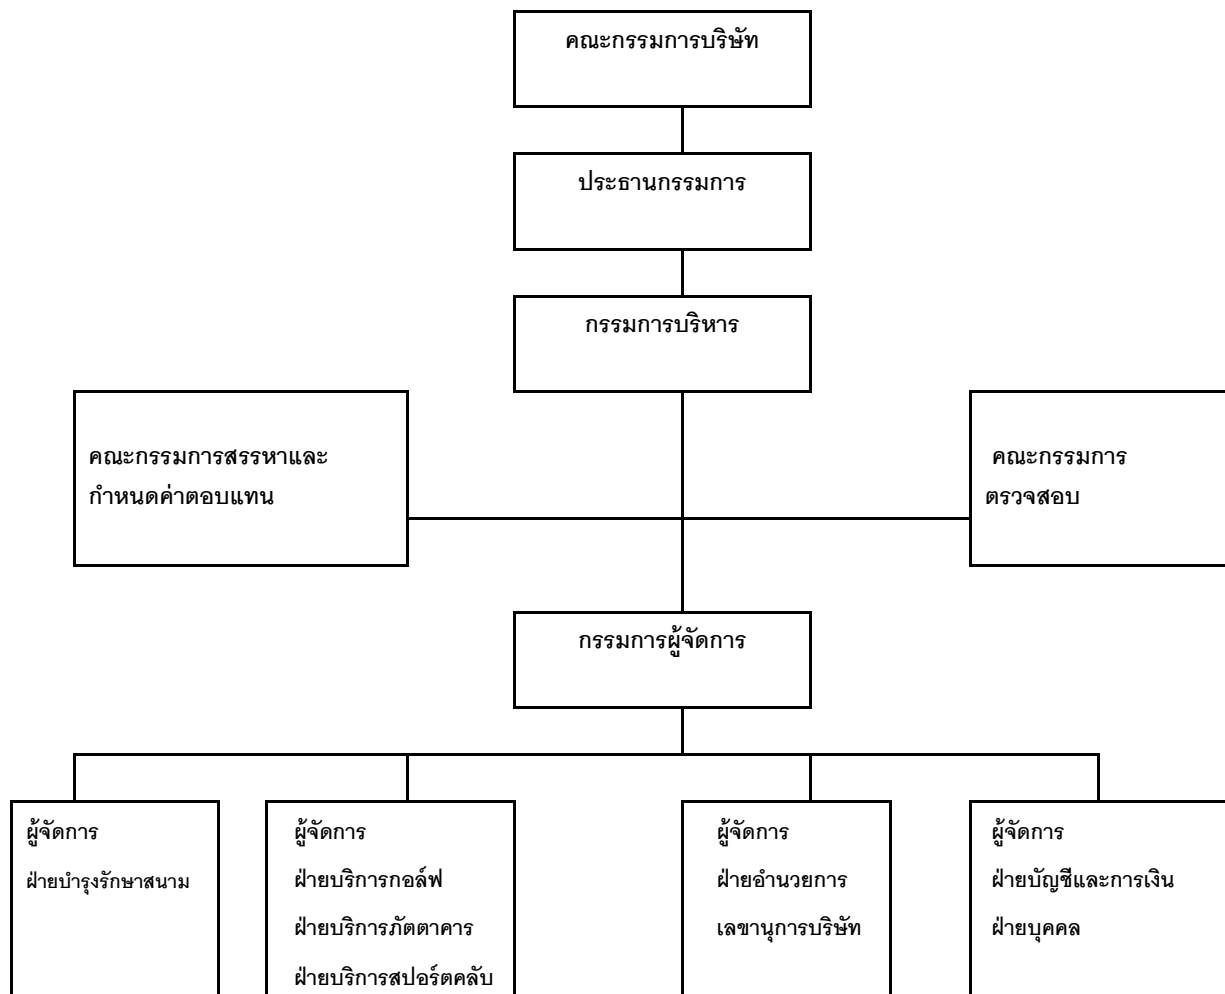 คณะกรรมการบริษัท
ประธานกรรมการ
กรรมการบริหาร
คณะกรรมการสรรหาและ
กำหนดค่าตอบแทน
คณะกรรมการ
ตรวจสอบ
กรรมการผู้จัดการ
ผู้จัดการ
ฝ่ายบำรุงรักษาสนาม
ผู้จัดการ
ฝ่ายบริการกอล์ฟ
ฝ่ายบริการภัตตาคาร
ฝ่ายบริการสปอร์ตคลับ
ผู้จัดการ
ฝ่ายอำนวยการ
เลขานุการบริษัท
ผู้จัดการ
ฝ่ายบัญชีและการเงิน
ฝ่ายบุคคล